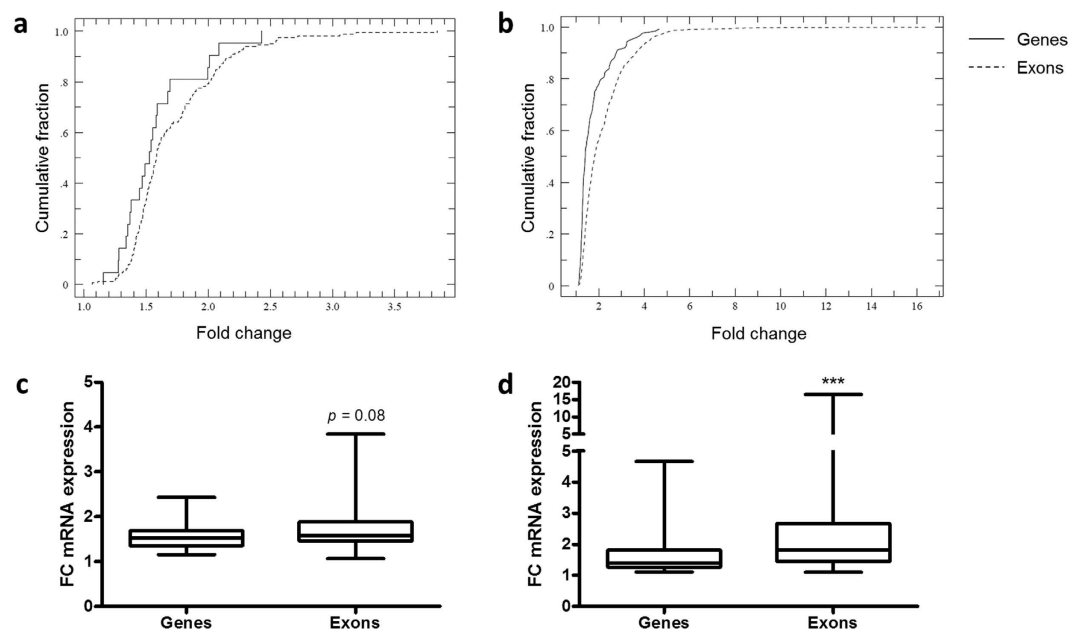 a
Cumulative fraction
1.0
.8
.6
.4
.2
0
1.0 1.5 2.0 2.5 3.0 3.5
Fold change
b
Cumulative fraction
1.0
.8
.6
.4
.2
0
2 4 6 8 10 12 14 16
Fold change
Genes
Exons
c
FC mRNA expression
5
4
3
2
1
0
p = 0.08
Genes Exons
d
FC mRNA expression
20
15
10
5
5
4
3
2
1
0
***
Genes Exons